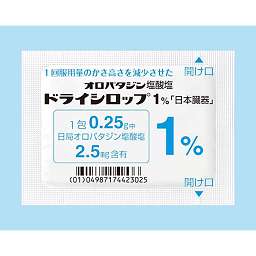 1回服用量のかさ高さを減少させた
オロパタジン塩酸塩
ドライシロップ1%「日本臓器」
1包0.25g中
日局オロパタジン塩酸塩
2.5mg含有
1%
▲
開け口
開け口
▼
(01)04987174423025